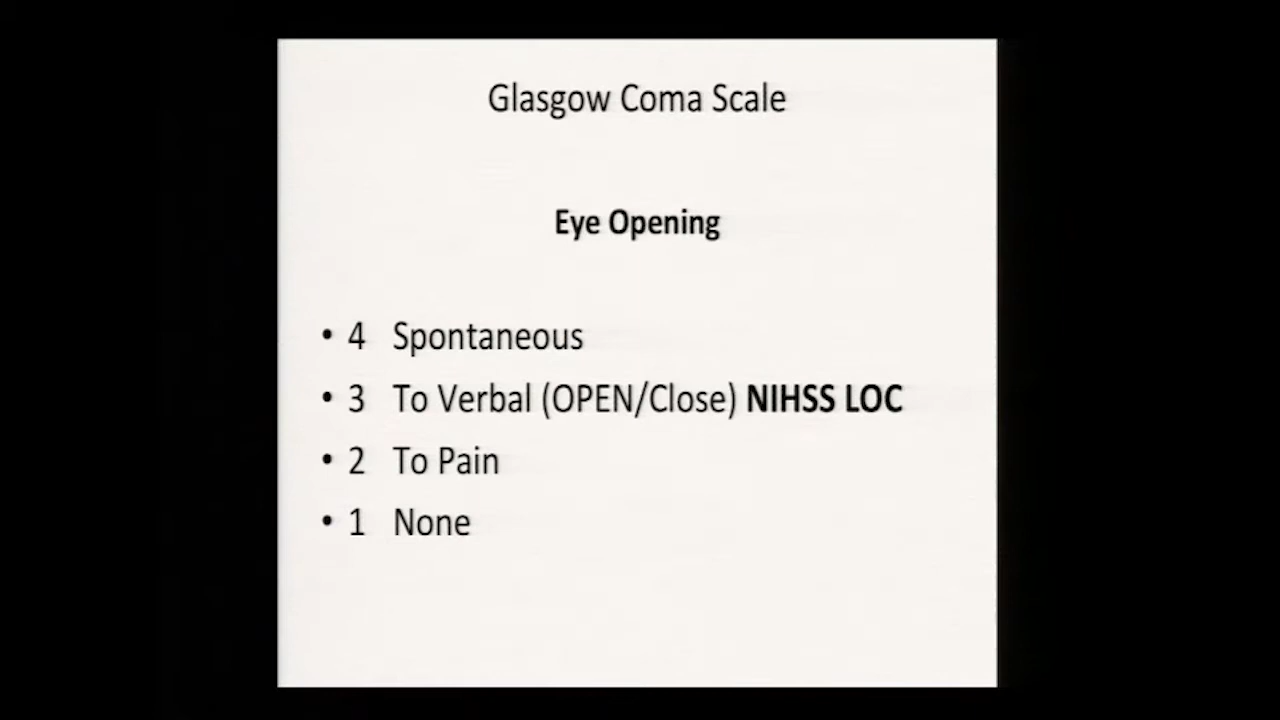 Glasgow Coma Scale
Eye Opening
• 4 Spontaneous
• 3 To Verbal (OPEN/Close) NIHSS LOC
• 2 To Pain
• 1 None